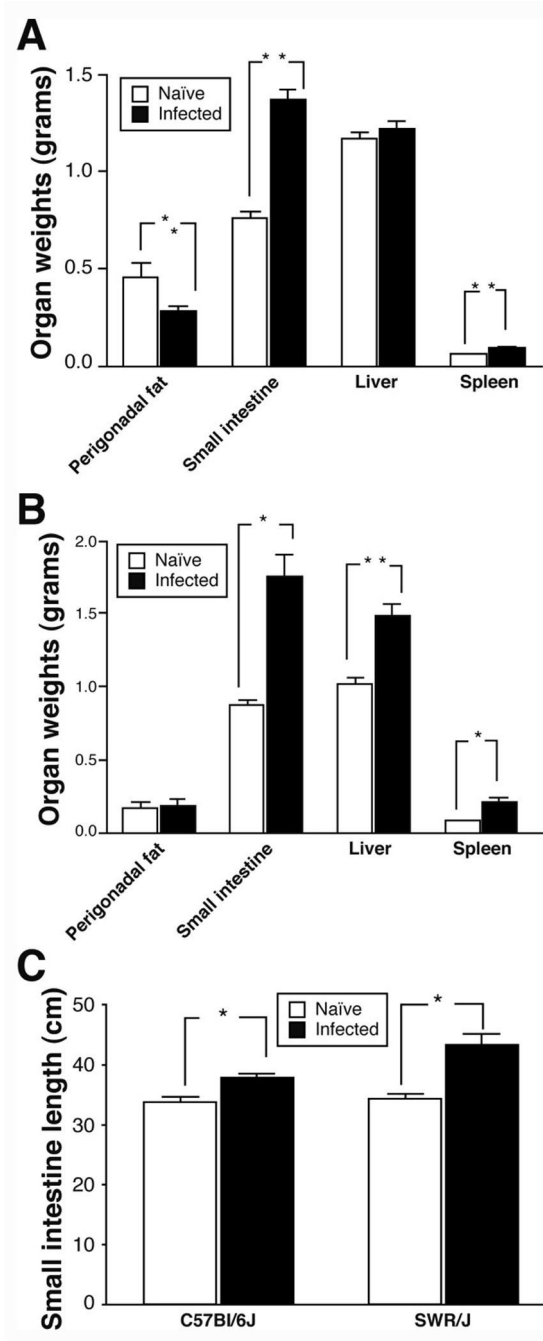 A
Organ weights (grams)
1.5
1.0
0.5
0.0
Naïve
Infected
* *
*
*
* *
Perigonadal fat
Small intestine
Liver
Spleen
B
Organ weights (grams)
2.0
1.5
1.0
0.5
0.0
Naïve
Infected
*
* *
*
Perigonadal fat
Small intestine
Liver
Spleen
C
Small intestine length (cm)
50
40
30
20
10
0
Naïve
Infected
*
*
C57Bl/6J
SWR/J